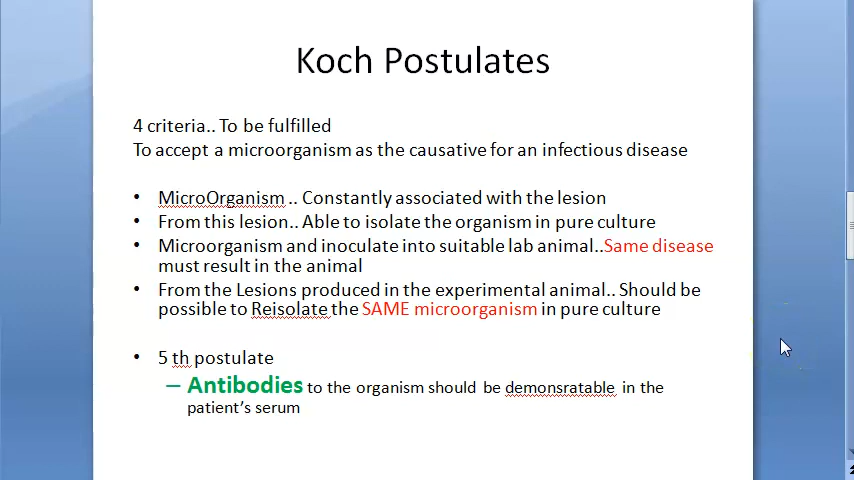 Koch Postulates
4 criteria.. To be fulfilled
To accept a microorganism as the causative for an infectious disease
• MicroOrganism .. Constantly associated with the lesion
• From this lesion.. Able to isolate the organism in pure culture
• Microorganism and inoculate into suitable lab animal..Same disease
must result in the animal
• From the Lesions produced in the experimental animal.. Should be
possible to Reisolate the SAME microorganism in pure culture
• 5 th postulate
– Antibodies to the organism should be demonsratable in the
patient's serum